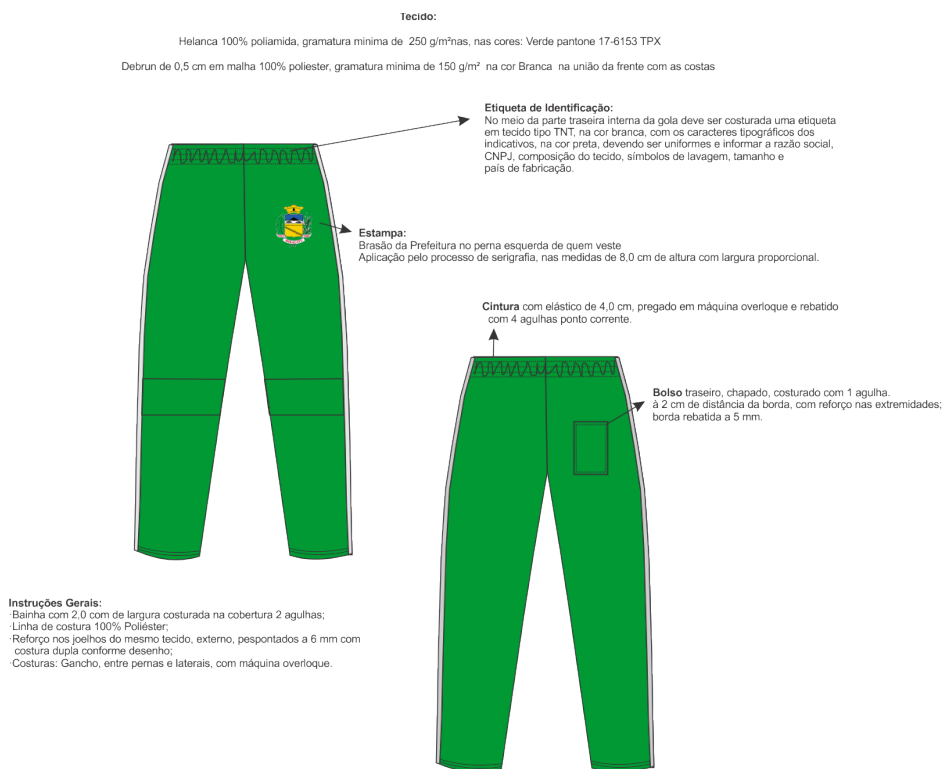 Tecido:
Helanca 100% poliamida, gramatura minima de 250 g/m²nas, nas cores: Verde pantone 17-6153 TPX
Debrun de 0,5 cm em malha 100% poliester, gramatura minima de 150 g/m² na cor Branca na união da frente com as costas
Etiqueta de Identificação:
No meio da parte traseira interna da gola deve ser costurada uma etiqueta
em tecido tipo TNT, na cor branca, com os caracteres tipográficos dos
indicativos, na cor preta, devendo ser uniformes e informar a razão social,
CNPJ, composição do tecido, símbolos de lavagem, tamanho e
país de fabricação.
Estampa:
Brasão da Prefeitura no perna esquerda de quem veste
Aplicação pelo processo de serigrafia, nas medidas de 8,0 cm de altura com largura proporcional.
Cintura com elástico de 4,0 cm, pregado em máquina overloque e rebatido
com 4 agulhas ponto corrente.
Bolso traseiro, chapado, costurado com 1 agulha.
à 2 cm de distância da borda, com reforço nas extremidades;
borda rebatida a 5 mm.
Instruções Gerais:
·Bainha com 2,0 com de largura costurada na cobertura 2 agulhas;
·Linha de costura 100% Poliéster;
·Reforço nos joelhos do mesmo tecido, externo, pespontados a 6 mm com
costura dupla conforme desenho;
·Costuras: Gancho, entre pernas e laterais, com máquina overloque.